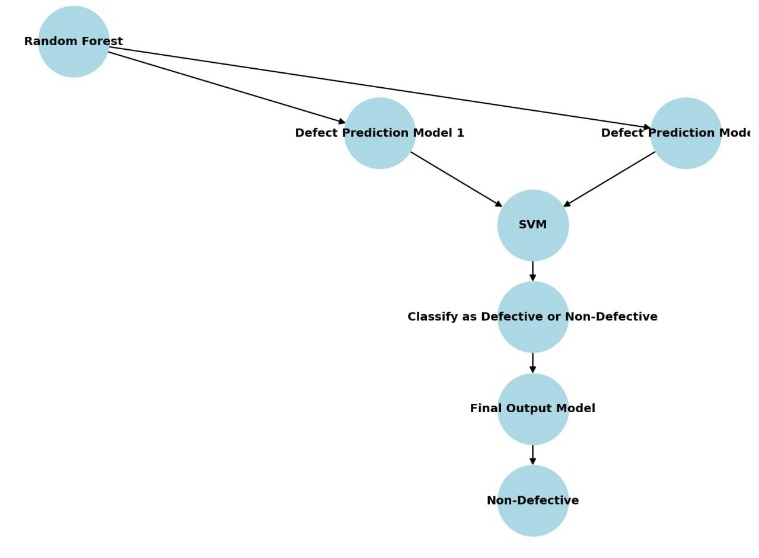 Random Forest
Defect Prediction Model 1
Defect Prediction Mode
SVM
Classify as Defective or Non-Defective
Final Output Model
Non-Defective